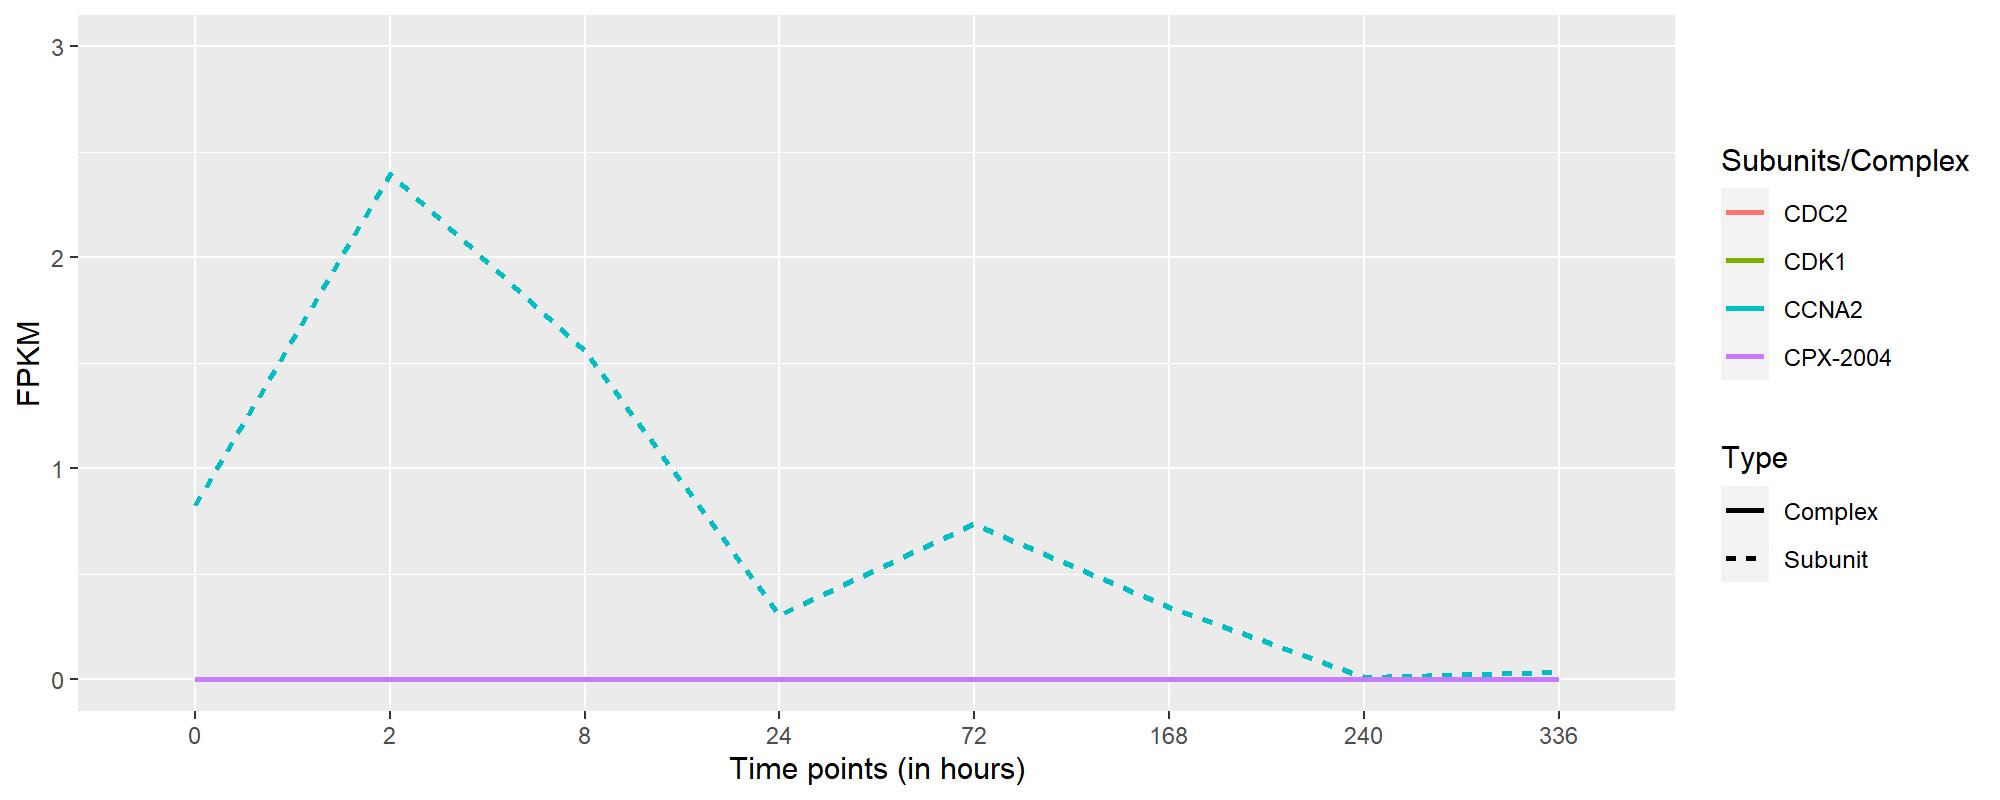 3
2
1
0
FPKM
0 2 8 24 72 168 240 336
Time points (in hours)
Subunits/Complex
CDC2
CDK1
CCNA2
CPX-2004
Type
Complex
Subunit